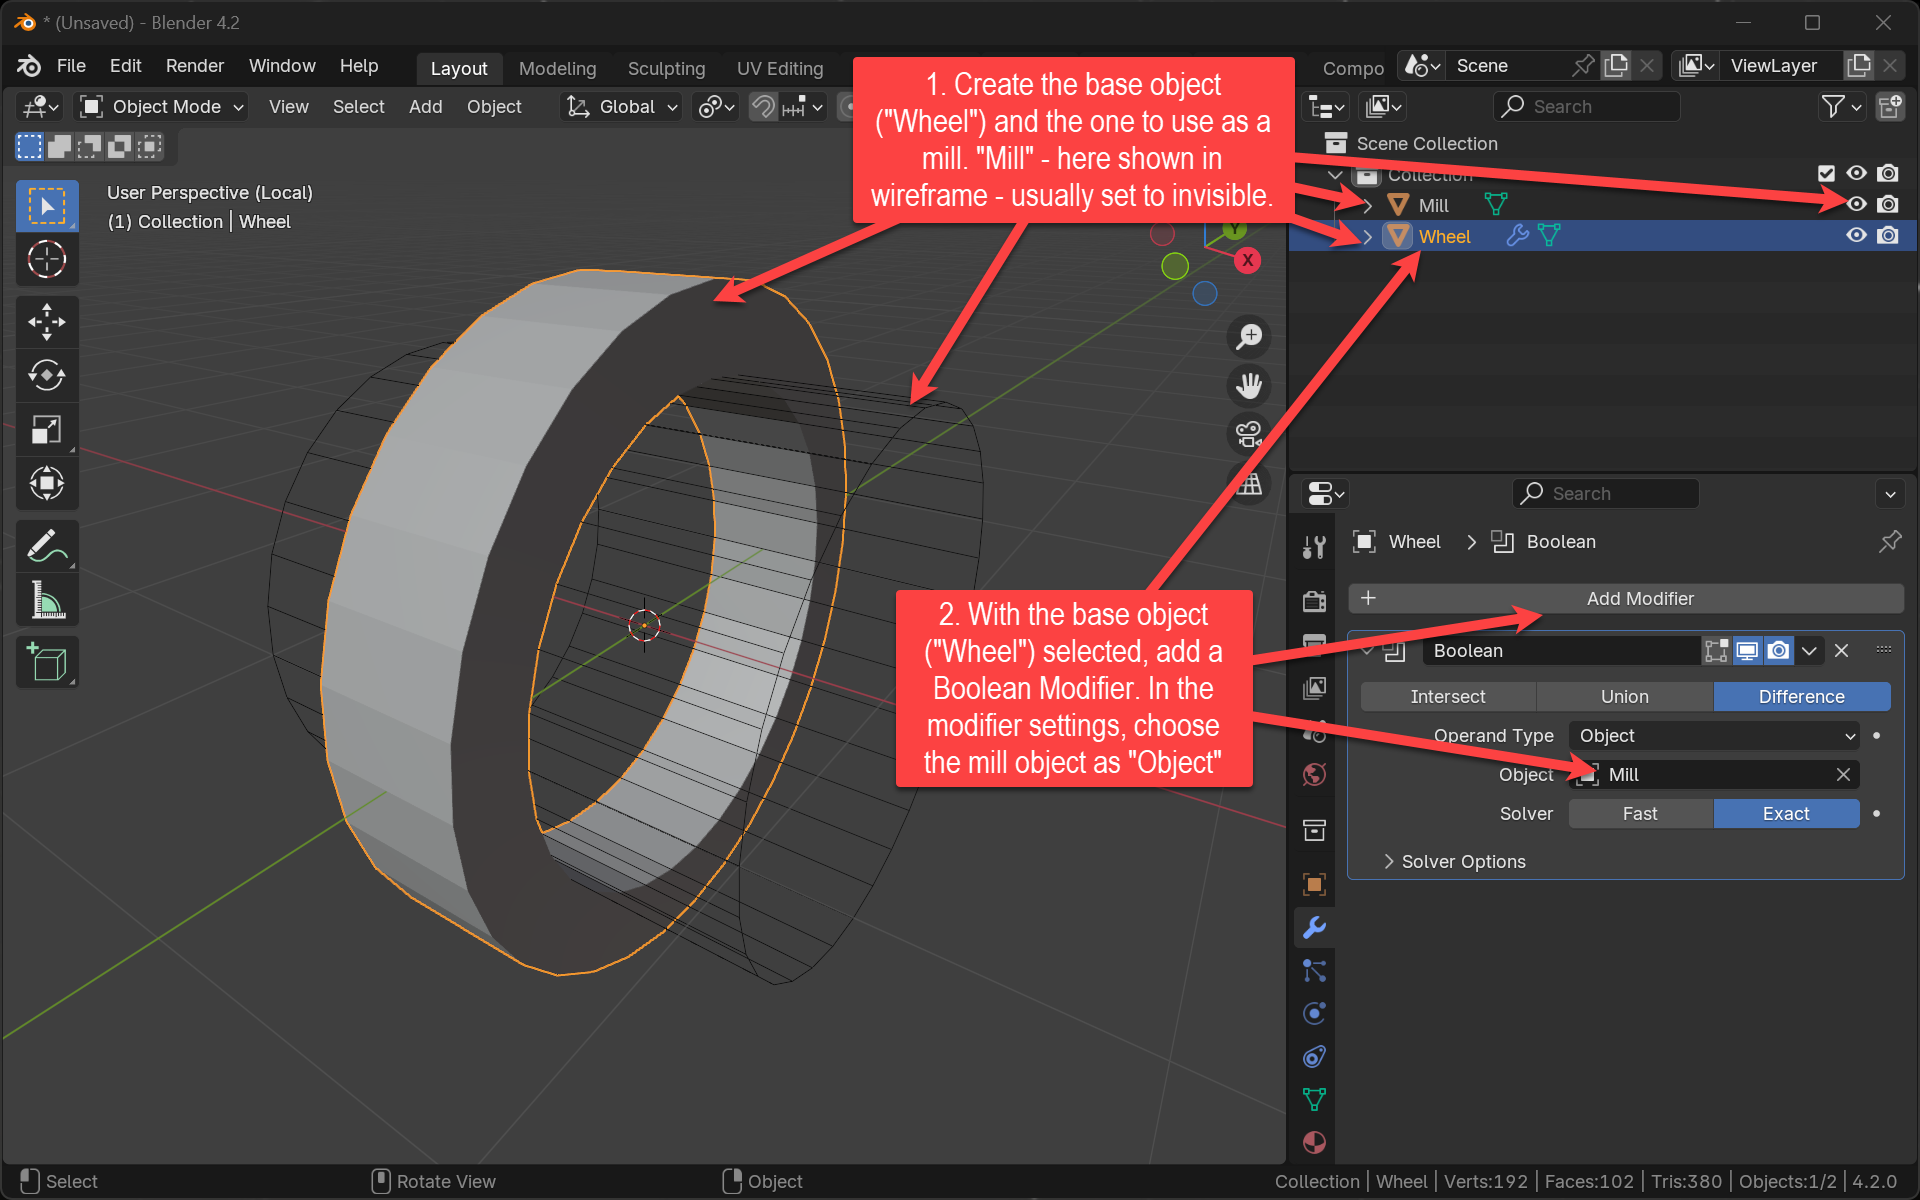 * (Unsaved) - Blender 4.2
File Edit Render Window Help
Layout Modeling Sculpting UV Editing Compo
Scene ViewLayer
Object Mode View Select Add Object Global
Search
User Perspective (Local)
(1) Collection | Wheel
1. Create the base object
("Wheel") and the one to use as a
mill. "Mill" - here shown in
wireframe - usually set to invisible.
Y
X
Scene Collection
Collection
Mill
Wheel
Search
Wheel > Boolean
+ Add Modifier
2. With the base object
("Wheel") selected, add a
Boolean Modifier. In the
modifier settings, choose
the mill object as "Object"
Boolean
Intersect Union Difference
Operand Type Object
Object Mill
Solver Fast Exact
Solver Options
Select Rotate View Object
Collection | Wheel | Verts:192 | Faces:102 | Tris:380 | Objects:1/2 | 4.2.0